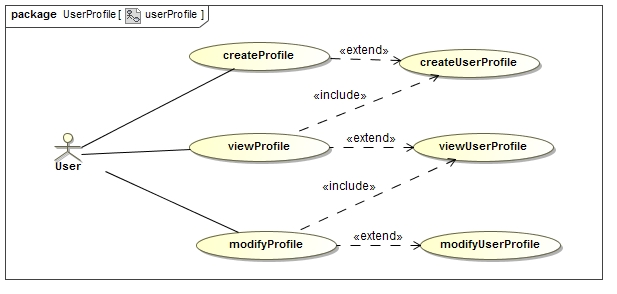 package UserProfile [ userProfile ]
createProfile
«extend»
createUserProfile
«include»
viewProfile
«extend»
viewUserProfile
User
«include»
modifyProfile
«extend»
modifyUserProfile